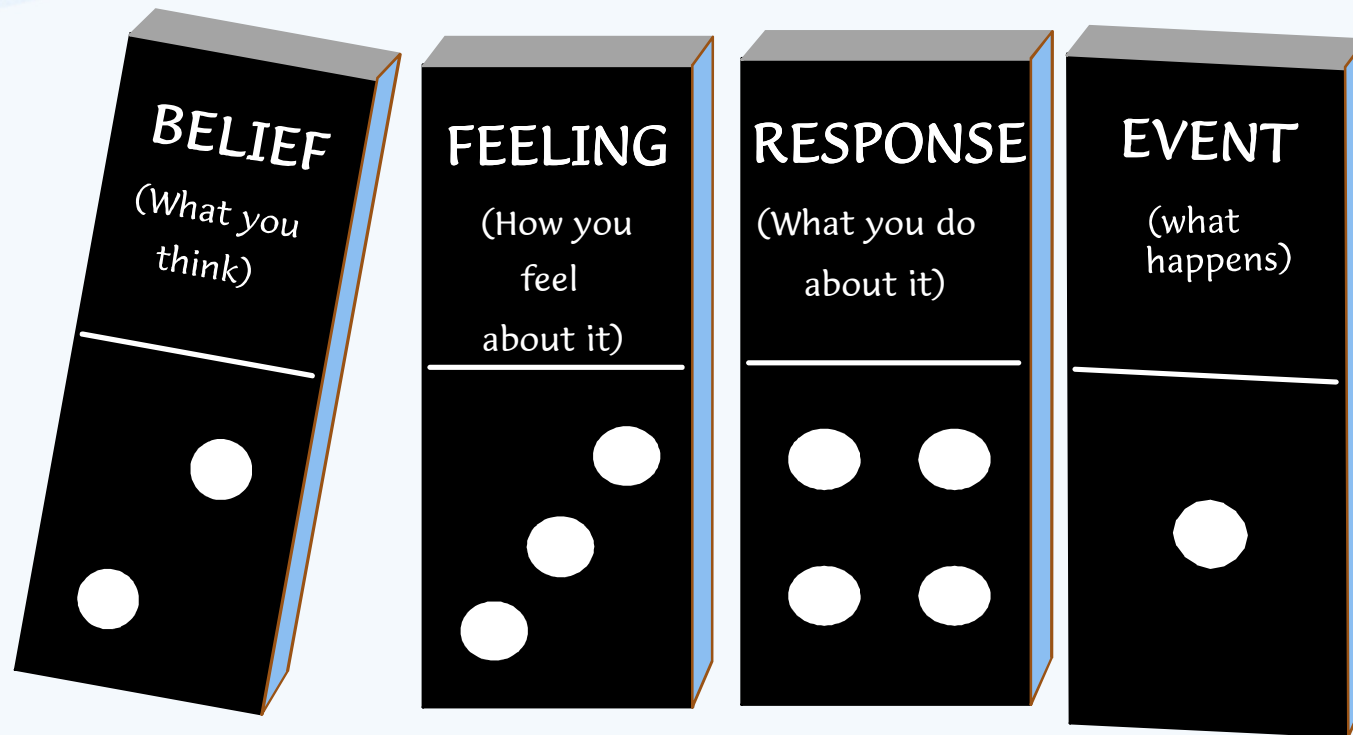 BELIEF
(What you
think)
FEELING
(How you
feel
about it)
RESPONSE
(What you do
about it)
EVENT
(what
happens)